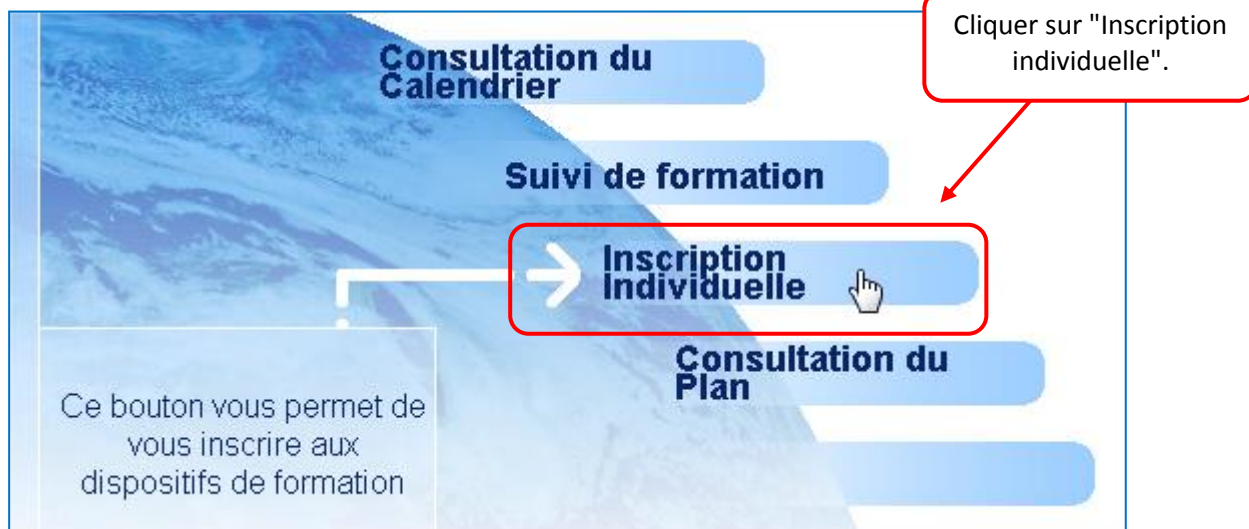 Cliquer sur "Inscription
individuelle".
Consultation du
Calendrier
Suivi de formation
Inscription
Individuelle
Consultation du
Plan
Ce bouton vous permet de
vous inscrire aux
dispositifs de formation